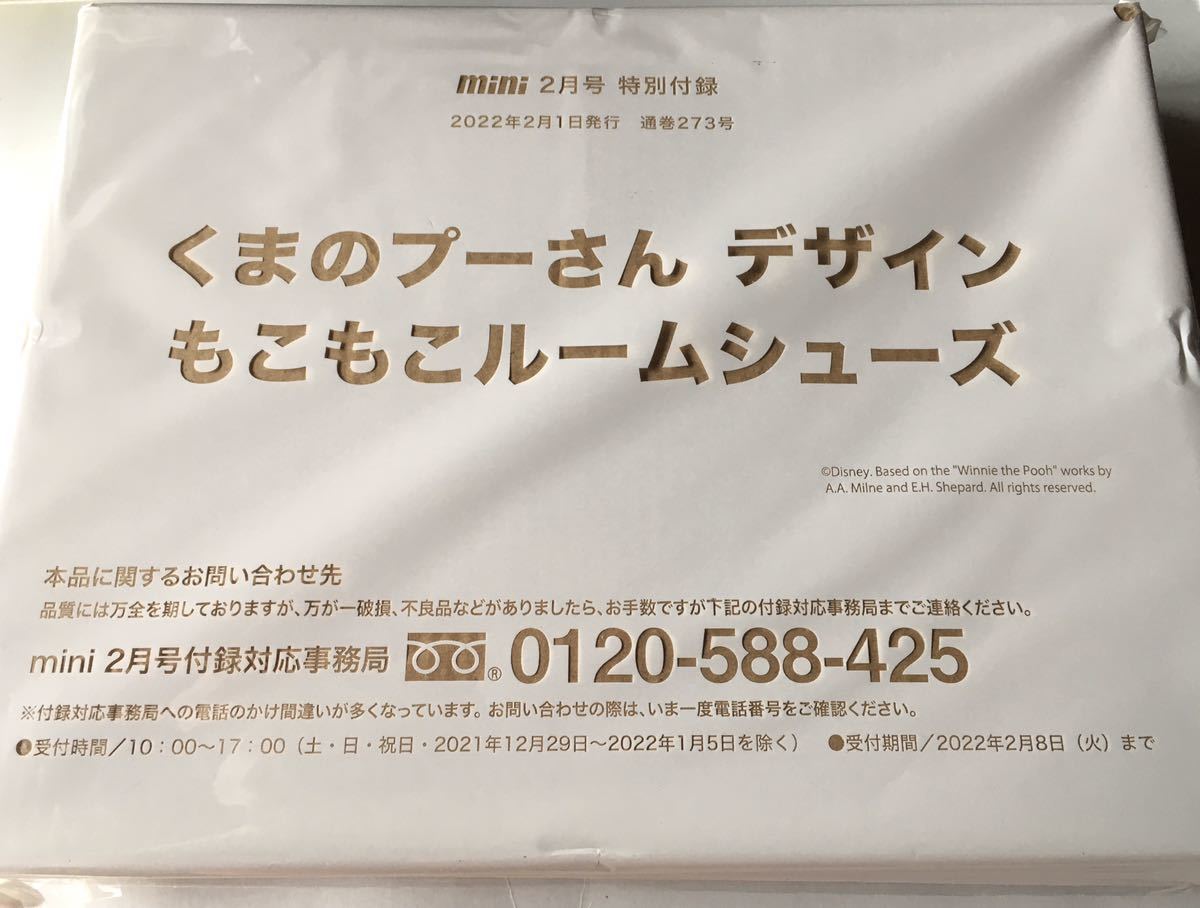 mini 2月号 特別付録
2022年2月1日発行　通巻273号
くまのプーさん デザイン
もこもこルームシューズ
©Disney. Based on the "Winnie the Pooh" works by
A.A. Milne and E.H. Shepard. All rights reserved.
本品に関するお問い合わせ先
品質には万全を期しておりますが、万が一破損、不良品などがありましたら、お手数ですが下記の付録対応事務局までご連絡ください。
mini 2月号付録対応事務局 ® 0120-588-425
※付録対応事務局への電話のかけ間違いが多くなっています。お問い合わせの際は、いま一度電話番号をご確認ください。
●受付時間／10：00〜17：00（土・日・祝日・2021年12月29日〜2022年1月5日を除く）　●受付期間／2022年2月8日（火）まで